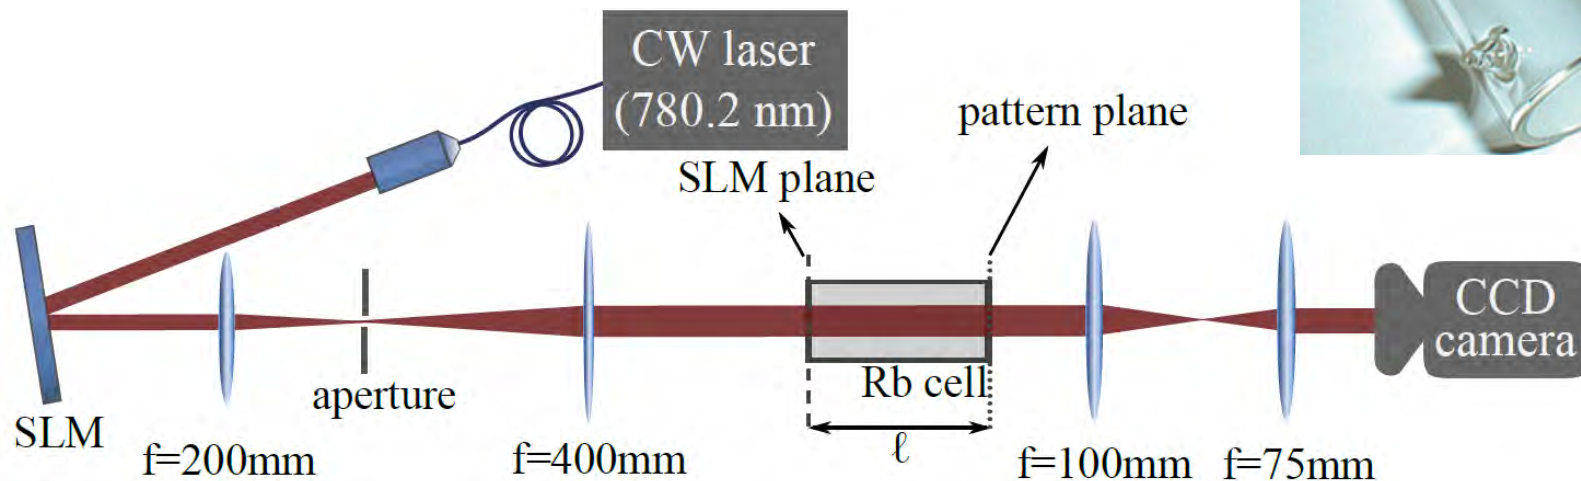 CW laser
(780.2 nm)
pattern plane
SLM plane
SLM
f=200mm
aperture
f=400mm
Rb cell
ℓ
f=100mm
f=75mm
CCD
camera